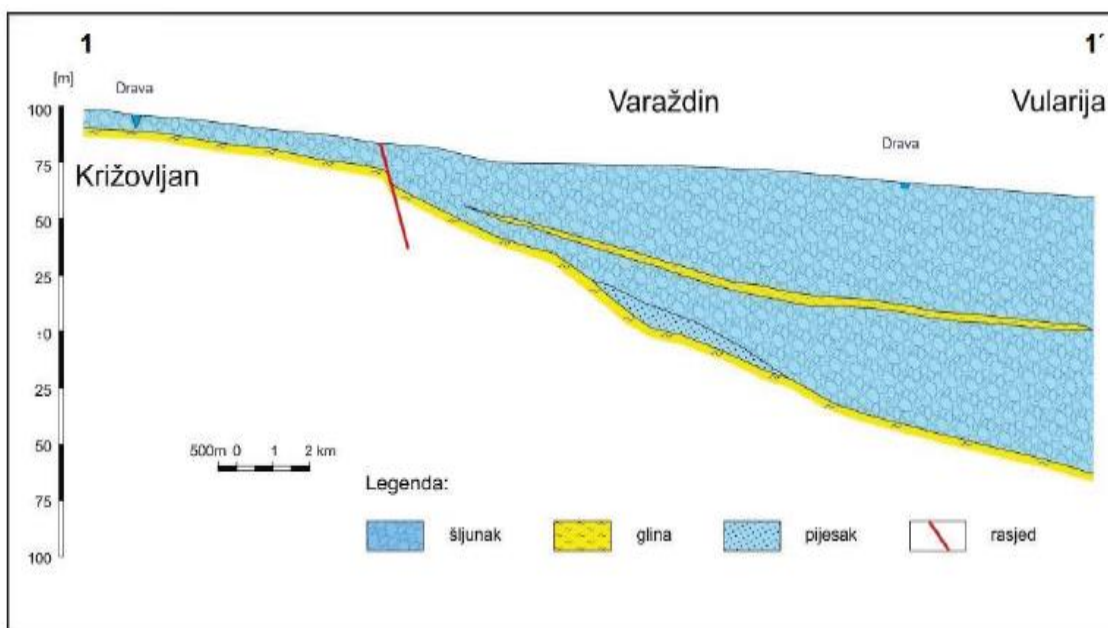 1 1´
[m]
Drava
Varaždin
Vularija
100
Drava
75
Križovljan
50
25
±0
25
500m 0 1 2 km
50
Legenda:
75
šljunak glina pijesak rasjed
100